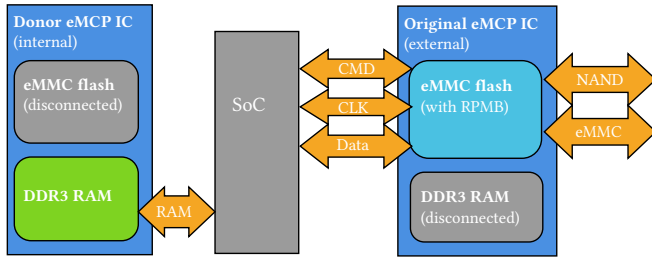 Donor eMCP IC
(internal)
eMMC flash
(disconnected)
DDR3 RAM
RAM
SoC
CMD
CLK
Data
Original eMCP IC
(external)
eMMC flash
(with RPMB)
DDR3 RAM
(disconnected)
NAND
eMMC